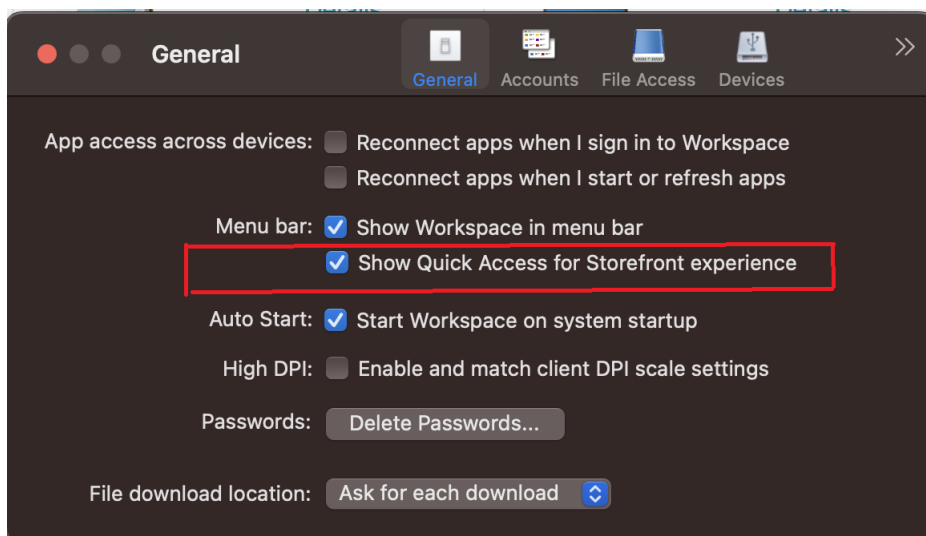 General
General
Accounts
File Access
Devices
App access across devices: Reconnect apps when I sign in to Workspace
Reconnect apps when I start or refresh apps
Menu bar: Show Workspace in menu bar
Show Quick Access for Storefront experience
Auto Start: Start Workspace on system startup
High DPI: Enable and match client DPI scale settings
Passwords: Delete Passwords...
File download location: Ask for each download